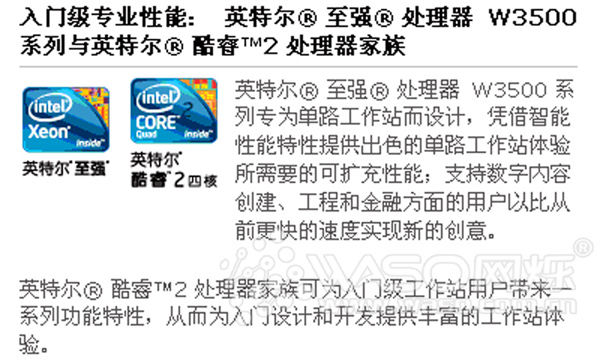 入门级专业性能： 英特尔® 至强® 处理器 W3500
系列与英特尔® 酷睿™2 处理器家族
英特尔® 至强® 处理器 W3500 系
列专为单路工作站而设计，凭借智能
性能特性提供出色的单路工作站体验
所需要的可扩充性能；支持数字内容
创建、工程和金融方面的用户以比从
前更快的速度实现新的创意。
intel
Xeon
inside™
英特尔®至强®
intel
CORE™2
Quad
inside™
英特尔®
酷睿™2四核
英特尔® 酷睿™2 处理器家族可为入门级工作站用户带来一
系列功能特性，从而为入门设计和开发提供丰富的工作站体
验。
WASO网烁